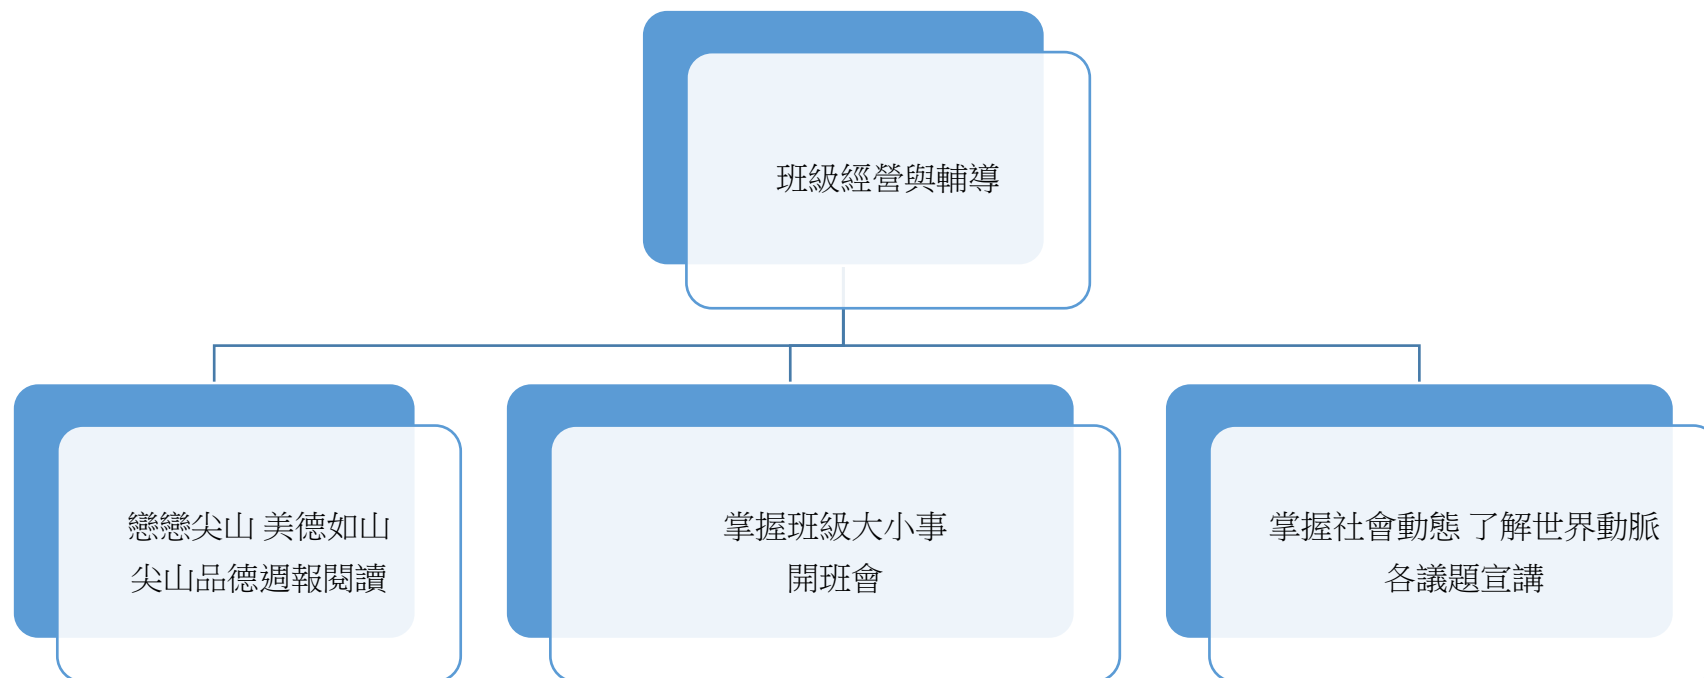 班級經營與輔導
戀戀尖山 美德如山
尖山品德週報閱讀
掌握班級大小事
開班會
掌握社會動態 了解世界動脈
各議題宣講